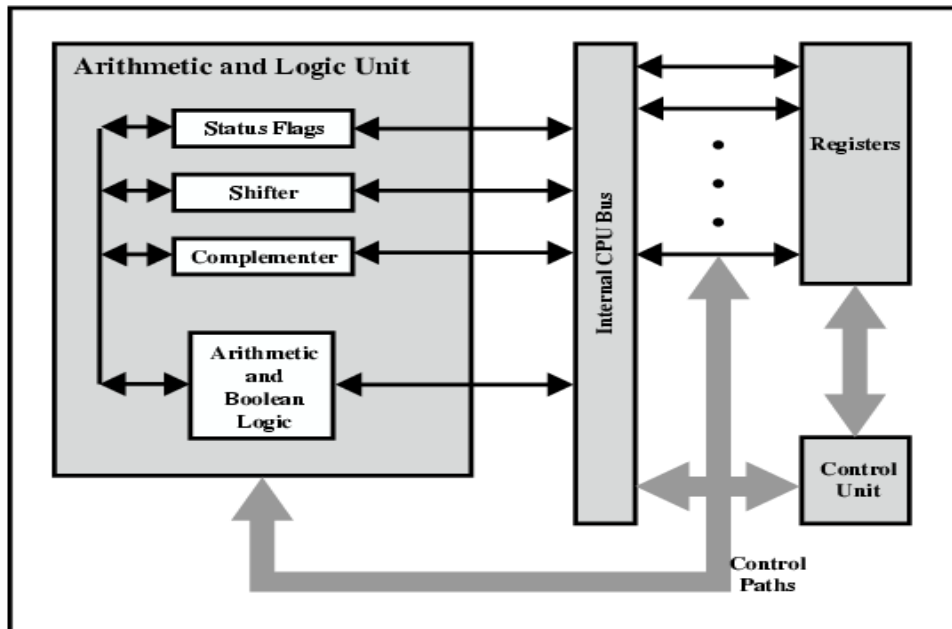 Arithmetic and Logic Unit
Status Flags
Shifter
Complementer
Arithmetic
and
Boolean
Logic
Internal CPU Bus
Registers
Control
Unit
Control
Paths